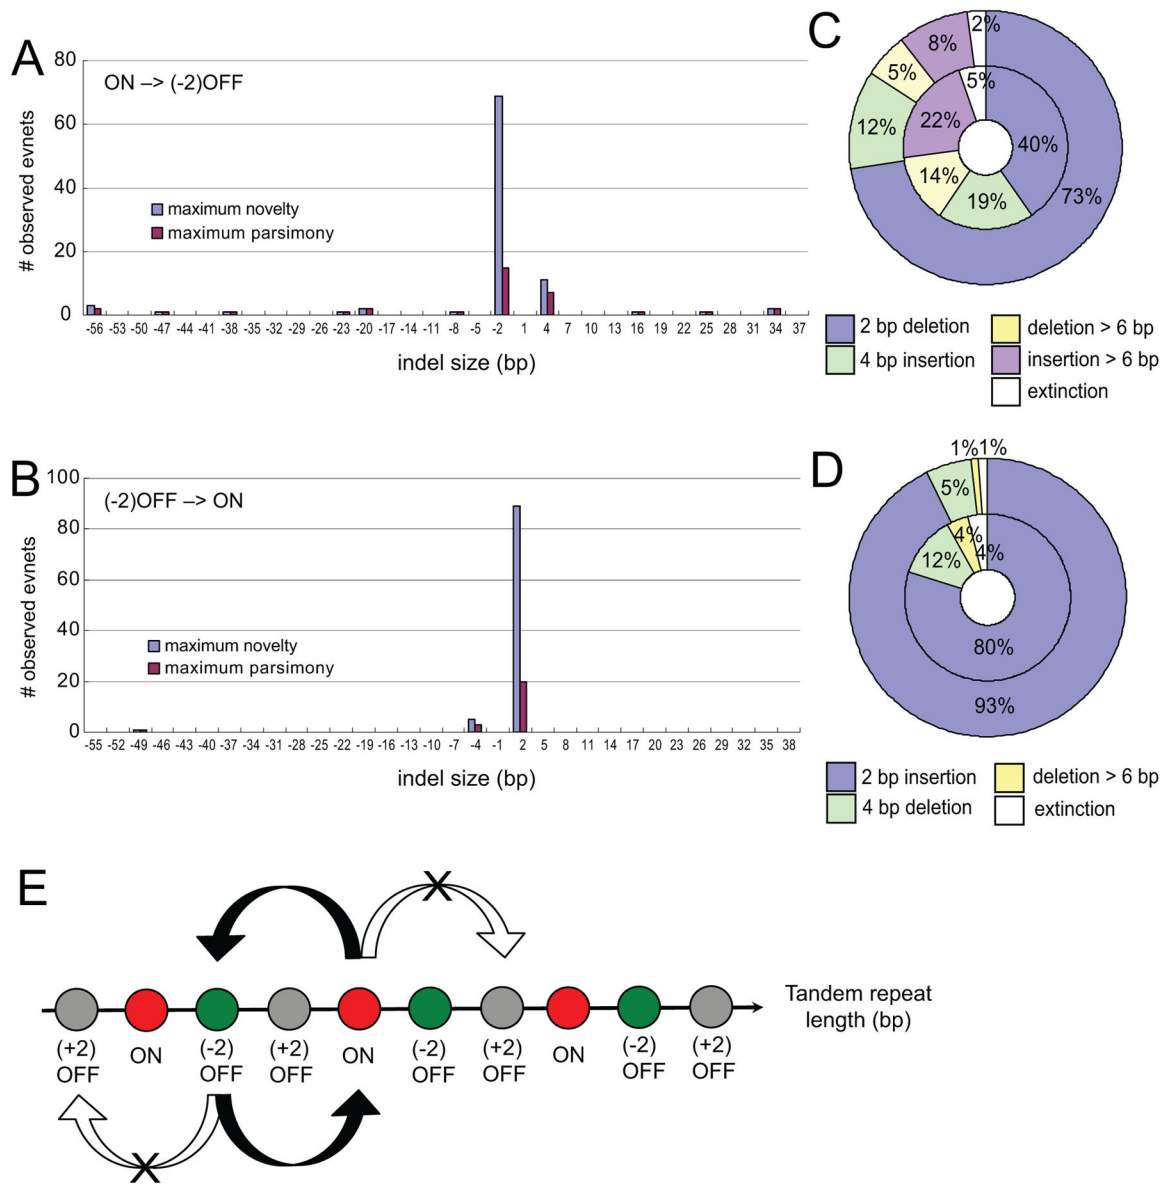 A
ON –> (-2)OFF
# observed evnets
80
60
40
20
0
maximum novelty
maximum parsimony
-56 -53 -50 -47 -44 -41 -38 -35 -32 -29 -26 -23 -20 -17 -14 -11 -8 -5 -2 1 4 7 10 13 16 19 22 25 28 31 34 37
indel size (bp)
C
2%
8%
5%
5%
12%
22%
40%
14%
19%
73%
2 bp deletion
deletion > 6 bp
4 bp insertion
insertion > 6 bp
extinction
B
(-2)OFF –> ON
# observed evnets
100
80
60
40
20
0
maximum novelty
maximum parsimony
-55 -52 -49 -46 -43 -40 -37 -34 -31 -28 -25 -22 -19 -16 -13 -10 -7 -4 -1 2 5 8 11 14 17 20 23 26 29 32 35 38
indel size (bp)
D
1% 1%
5%
4%
4%
12%
80%
93%
2 bp insertion
deletion > 6 bp
4 bp deletion
extinction
E
X
Tandem repeat
length (bp)
(+2) ON (-2) (+2) ON (-2) (+2) ON (-2) (+2)
OFF OFF OFF OFF OFF OFF OFF
X